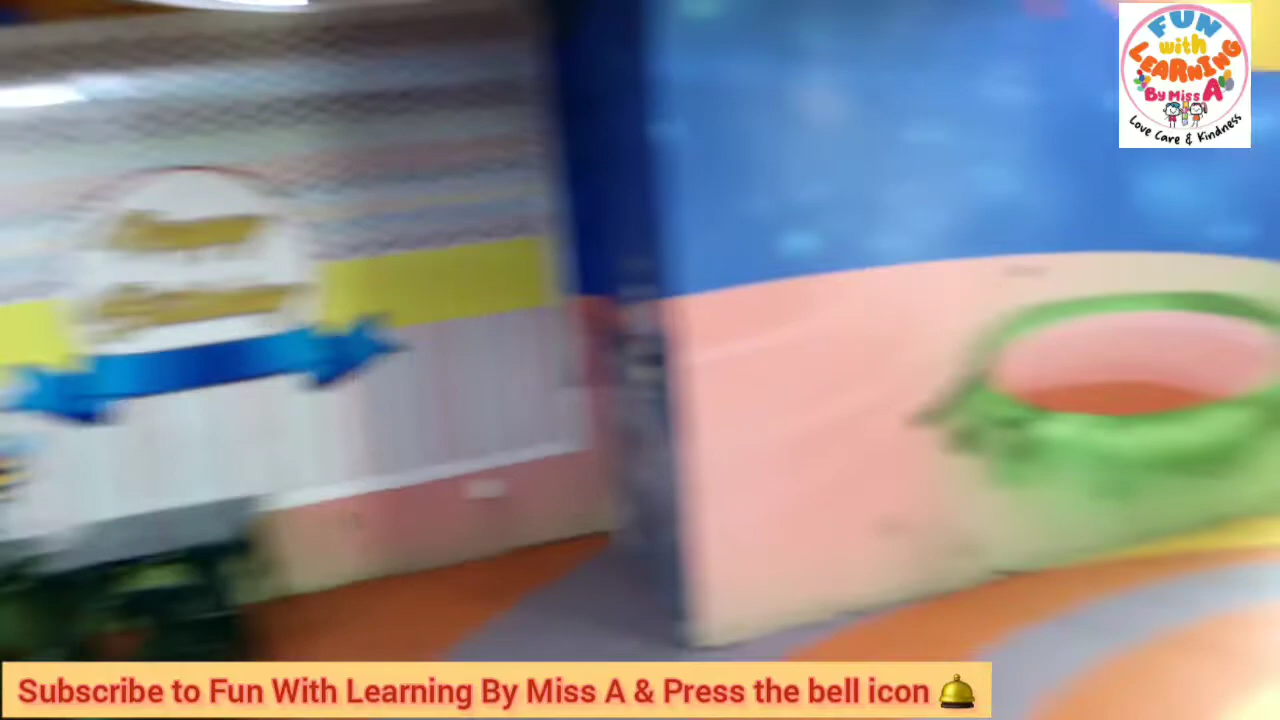 FUN
with
LEARNING
By Miss A
Love Care & Kindness
Subscribe to Fun With Learning By Miss A & Press the bell icon